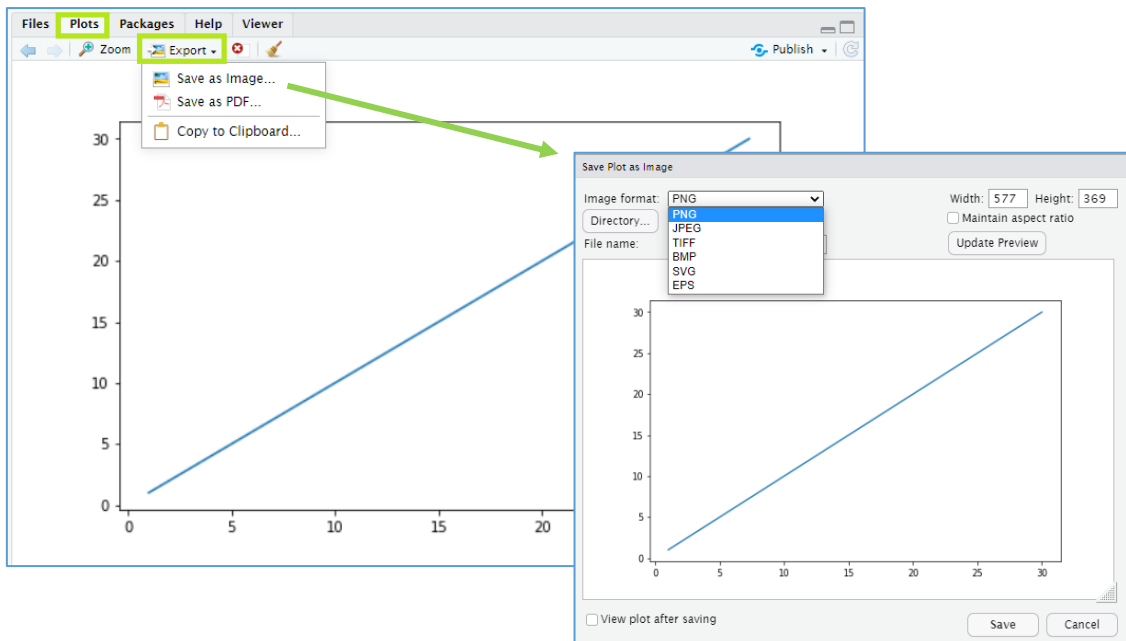 Files Plots Packages Help Viewer
Zoom Export Publish
Save as Image...
Save as PDF...
Copy to Clipboard...
30
25
20
15
10
5
0
0 5 10 15 20
Save Plot as Image
Image format: PNG Width: 577 Height: 369
PNG
JPEG
TIFF
BMP
SVG
EPS
Directory... Maintain aspect ratio
File name: Update Preview
30
25
20
15
10
5
0
0 5 10 15 20 25 30
View plot after saving Save Cancel